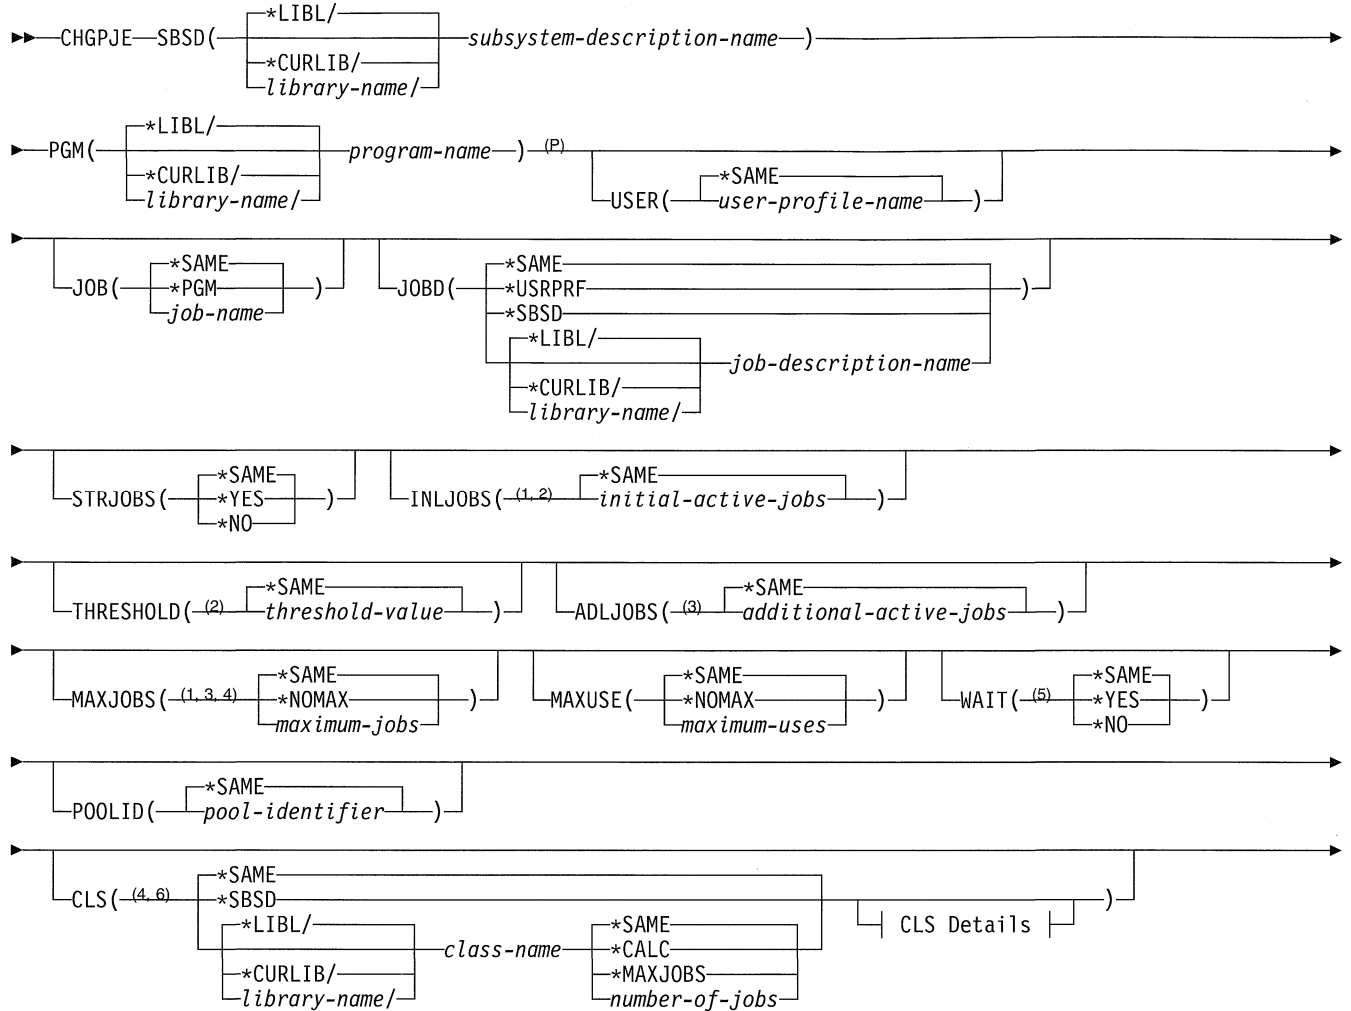 *LIBL/
CHGPJE SBSD( subsystem-description-name )
*CURLIB/
library-name/
*LIBL/
PGM( program-name ) (P)
*CURLIB/
library-name/
*SAME
USER( user-profile-name )
*SAME
JOB( *PGM )
job-name
*SAME
JOBD( *USRPRF )
*SBSD
*LIBL/
job-description-name
*CURLIB/
library-name/
*SAME
STRJOBS( *YES )
*NO
*SAME
INLJOBS( (1, 2) initial-active-jobs )
*SAME
THRESHOLD( (2) threshold-value )
*SAME
ADLJOBS( (3) additional-active-jobs )
*SAME
MAXJOBS( (1, 3, 4) *NOMAX )
maximum-jobs
*SAME
MAXUSE( *NOMAX )
maximum-uses
*SAME
WAIT( (5) *YES )
*NO
*SAME
POOLID( pool-identifier )
*SAME
CLS( (4, 6) *SBSD )
*LIBL/ *SAME CLS Details
class-name *CALC
*CURLIB/ *MAXJOBS
library-name/ number-of-jobs